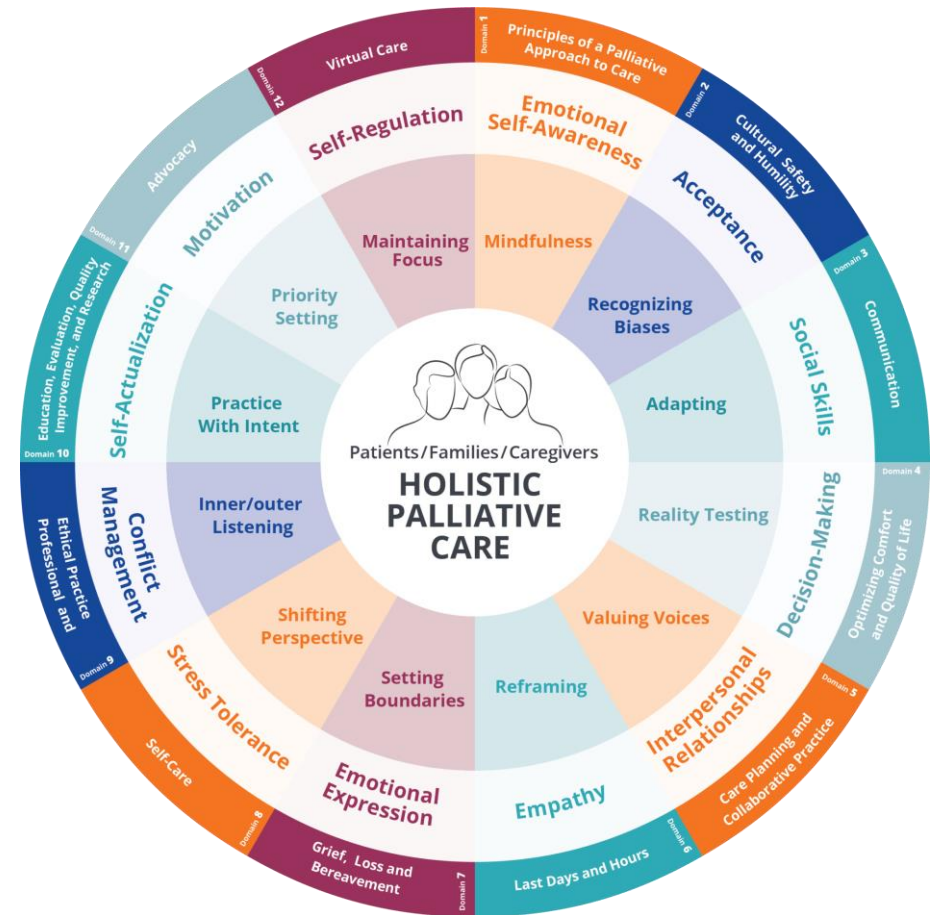 Domain 1
Principles of a Palliative
Approach to Care
Emotional
Self-Awareness
Mindfulness
Domain 2
Cultural Safety
and Humility
Acceptance
Recognizing
Biases
Domain 3
Communication
Social Skills
Adapting
Domain 4
Optimizing Comfort
and Quality of Life
Decision-Making
Reality Testing
Domain 5
Care Planning and
Collaborative Practice
Interpersonal
Relationships
Valuing Voices
Domain 6
Last Days and Hours
Empathy
Reframing
Domain 7
Grief, Loss and
Bereavement
Emotional
Expression
Setting
Boundaries
Domain 8
Self-Care
Stress Tolerance
Shifting
Perspective
Domain 9
Ethical Practice
Professional and
Conflict
Management
Inner/outer
Listening
Domain 10
Education, Evaluation, Quality
Improvement, and Research
Self-Actualization
Practice
With Intent
Domain 11
Advocacy
Motivation
Priority
Setting
Domain 12
Virtual Care
Self-Regulation
Maintaining
Focus
Patients/Families/Caregivers
HOLISTIC
PALLIATIVE
CARE